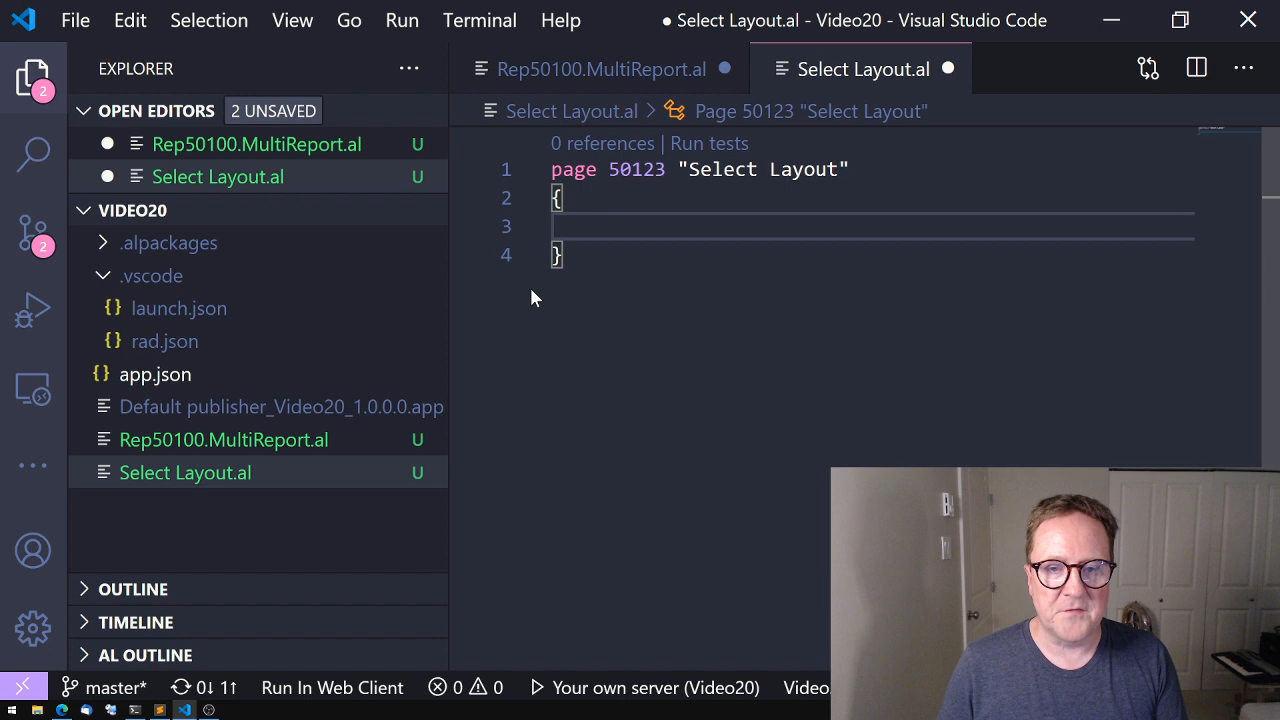 File Edit Selection View Go Run Terminal Help ● Select Layout.al - Video20 - Visual Studio Code
EXPLORER
Rep50100.MultiReport.al
Select Layout.al
OPEN EDITORS 2 UNSAVED
Rep50100.MultiReport.al U
Select Layout.al U
VIDEO20
.alpackages
.vscode
{} launch.json
{} rad.json
{} app.json
Default publisher_Video20_1.0.0.0.app
Rep50100.MultiReport.al U
Select Layout.al U
OUTLINE
TIMELINE
AL OUTLINE
2
2
Select Layout.al > Page 50123 "Select Layout"
0 references | Run tests
1 page 50123 "Select Layout"
2 {
3
4 }
master* 0↓ 1↑ Run In Web Client 0 0 Your own server (Video20) Video